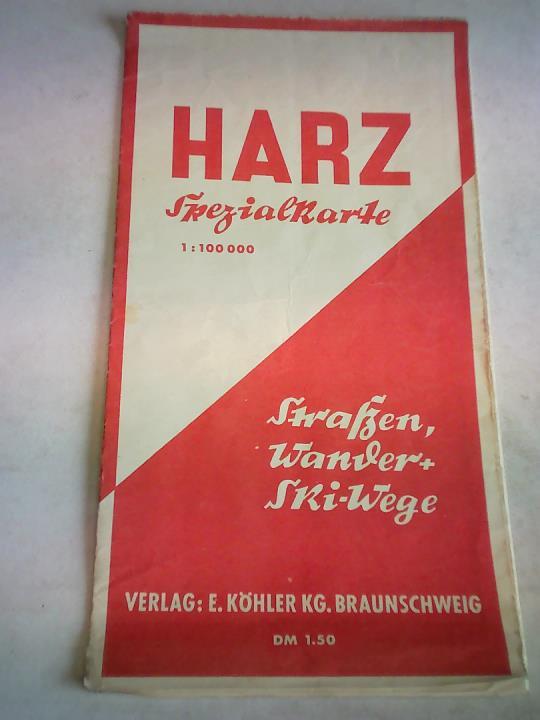 HARZ
Spezialkarte
1:100 000
Straßen,
Wander+
Ski-Wege
VERLAG: E. KÖHLER KG. BRAUNSCHWEIG
DM 1.50